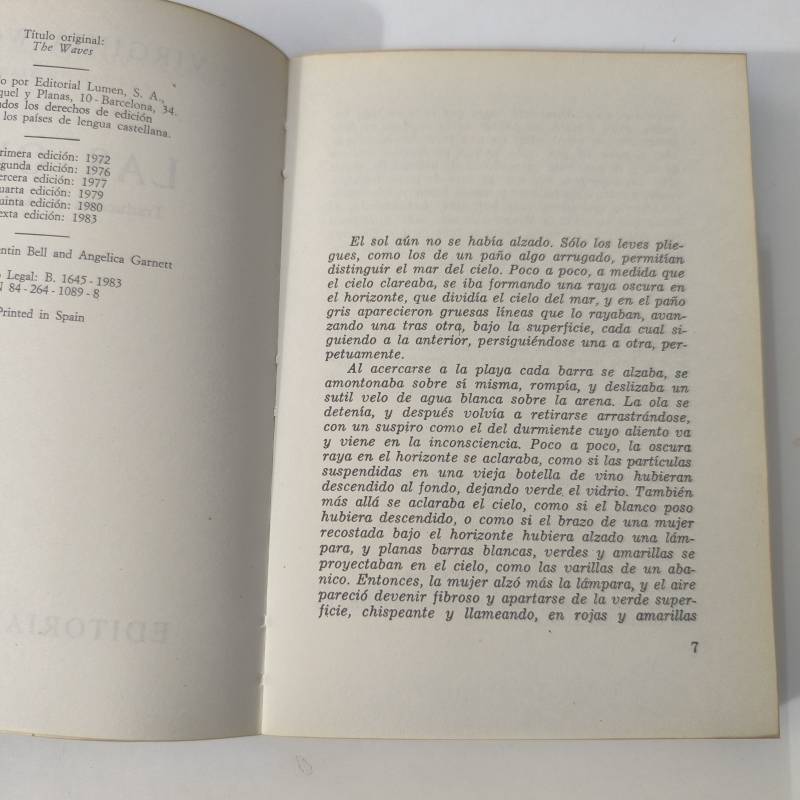 Título original:
The Waves
o por Editorial Lumen, S. A.,
quel y Planas, 10 - Barcelona, 34.
dos los derechos de edición
los países de lengua castellana.
rimera edición: 1972
egunda edición: 1976
ercera edición: 1977
uarta edición: 1979
uinta edición: 1980
exta edición: 1983
ntin Bell and Angelica Garnett
Legal: B. 1645 - 1983
N 84 - 264 - 1089 - 8
Printed in Spain
El sol aún no se había alzado. Sólo los leves plie-
gues, como los de un paño algo arrugado, permitían
distinguir el mar del cielo. Poco a poco, a medida que
el cielo clareaba, se iba formando una raya oscura en
el horizonte, que dividía el cielo del mar, y en el paño
gris aparecieron gruesas líneas que lo rayaban, avan-
zando una tras otra, bajo la superficie, cada cual si-
guiendo a la anterior, persiguiéndose una a otra, per-
petuamente.
Al acercarse a la playa cada barra se alzaba, se
amontonaba sobre sí misma, rompía, y deslizaba un
sutil velo de agua blanca sobre la arena. La ola se
detenía, y después volvía a retirarse arrastrándose,
con un suspiro como el del durmiente cuyo aliento va
y viene en la inconsciencia. Poco a poco, la oscura
raya en el horizonte se aclaraba, como si las partículas
suspendidas en una vieja botella de vino hubieran
descendido al fondo, dejando verde el vidrio. También
más allá se aclaraba el cielo, como si el blanco poso
hubiera descendido, o como si el brazo de una mujer
recostada bajo el horizonte hubiera alzado una lám-
para, y planas barras blancas, verdes y amarillas se
proyectaban en el cielo, como las varillas de un aba-
nico. Entonces, la mujer alzó más la lámpara, y el aire
pareció devenir fibroso y apartarse de la verde super-
ficie, chispeante y llameando, en rojas y amarillas
7